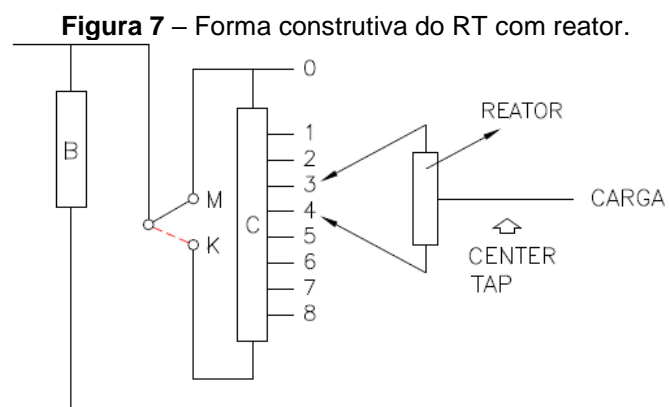 Figura 7 – Forma construtiva do RT com reator.
0
1
2
3
4
5
6
7
8
B
M
K
C
REATOR
CARGA
CENTER
TAP